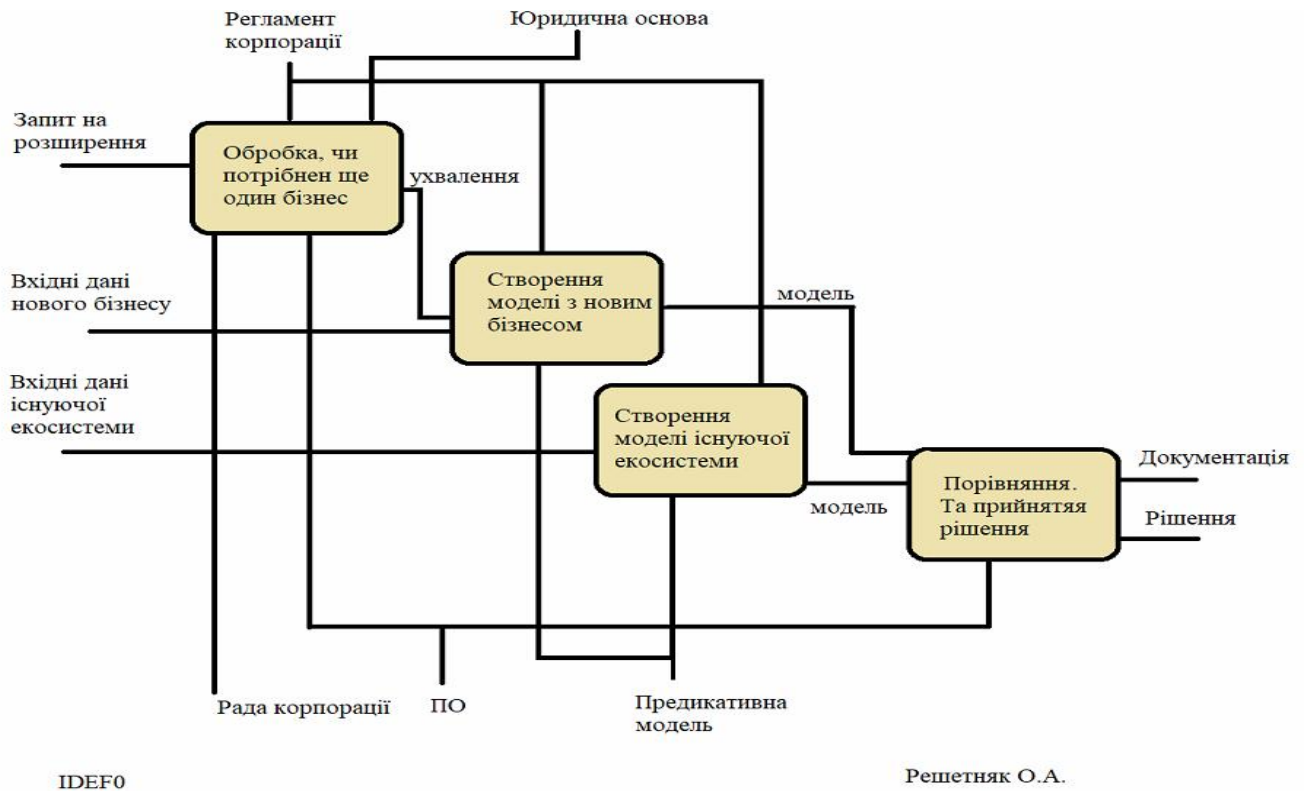 Регламент
корпорації
Юридична основа
Запит на
розширення
Обробка, чи
потрібнен ще
один бізнес
ухвалення
Вхідні дані
нового бізнесу
Створення
моделі з новим
бізнесом
модель
Вхідні дані
існуючої
екосистеми
Створення
моделі існуючої
екосистеми
модель
Порівняння.
Та прийнятяя
рішення
Документація
Рішення
Рада корпорації
ПО
Предикативна
модель
IDEF0
Решетняк О.А.